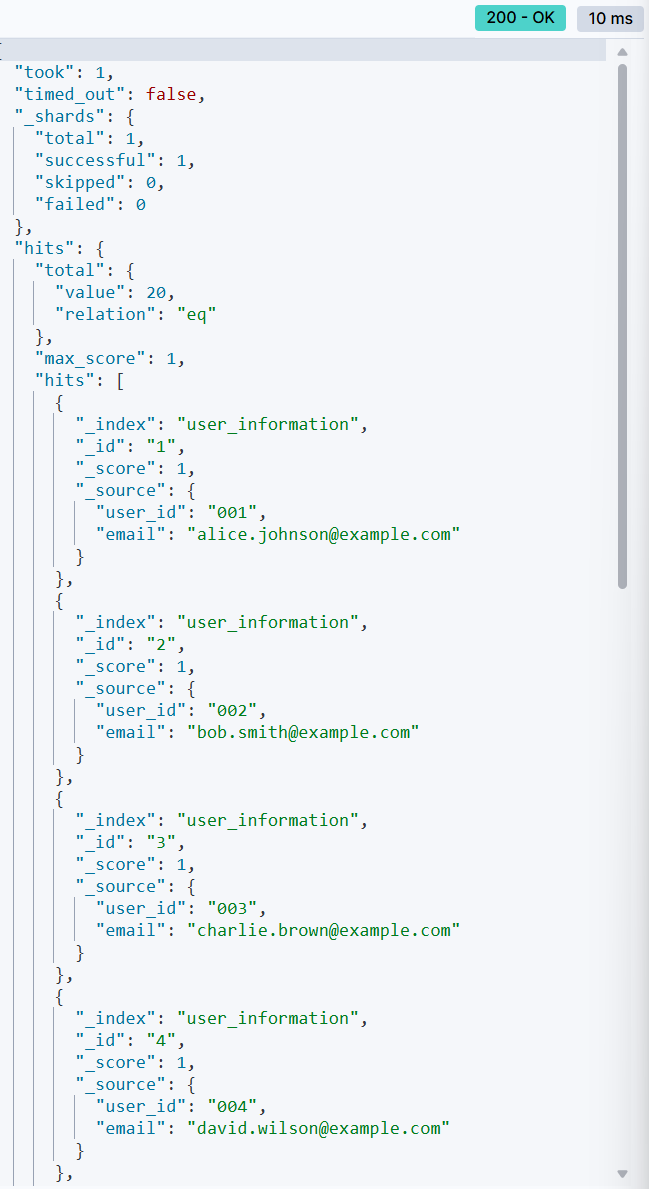 200 - OK 10 ms
{
"took": 1,
"timed_out": false,
"_shards": {
"total": 1,
"successful": 1,
"skipped": 0,
"failed": 0
},
"hits": {
"total": {
"value": 20,
"relation": "eq"
},
"max_score": 1,
"hits": [
{
"_index": "user_information",
"_id": "1",
"_score": 1,
"_source": {
"user_id": "001",
"email": "alice.johnson@example.com"
}
},
{
"_index": "user_information",
"_id": "2",
"_score": 1,
"_source": {
"user_id": "002",
"email": "bob.smith@example.com"
}
},
{
"_index": "user_information",
"_id": "3",
"_score": 1,
"_source": {
"user_id": "003",
"email": "charlie.brown@example.com"
}
},
{
"_index": "user_information",
"_id": "4",
"_score": 1,
"_source": {
"user_id": "004",
"email": "david.wilson@example.com"
}
},